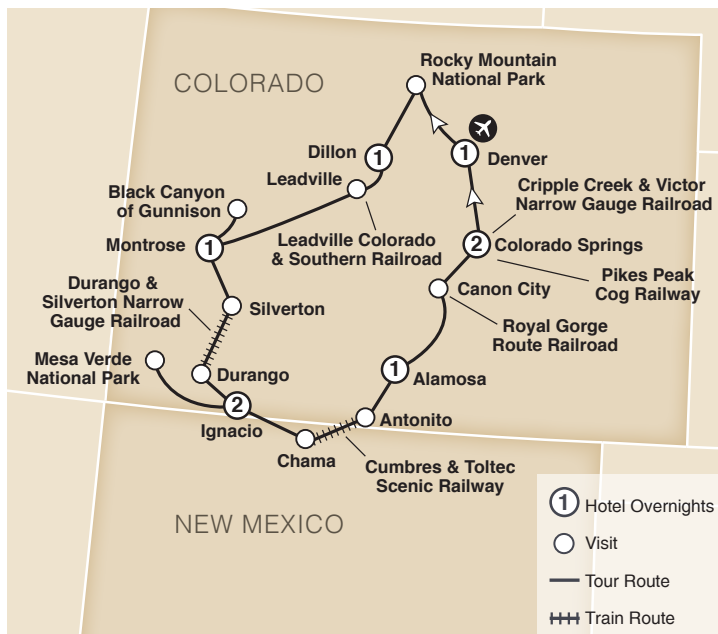 COLORADO
Rocky Mountain
National Park
1
Dillon
1
Denver
Leadville
Black Canyon
of Gunnison
Cripple Creek & Victor
Narrow Gauge Railroad
Montrose
1
Leadville Colorado
& Southern Railroad
2
Colorado Springs
Pikes Peak
Cog Railway
Durango &
Silverton Narrow
Gauge Railroad
Silverton
Canon City
Royal Gorge
Route Railroad
Mesa Verde
National Park
Durango
1
Alamosa
2
Ignacio
Antonito
Chama
Cumbres & Toltec
Scenic Railway
NEW MEXICO
1
Hotel Overnights
Visit
Tour Route
Train Route